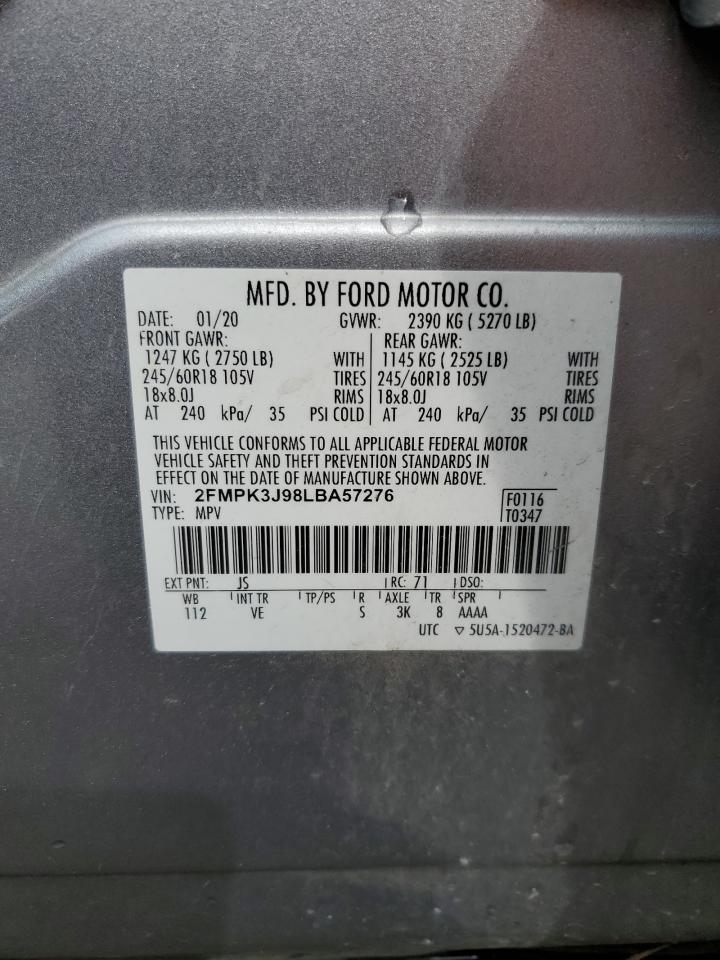 MFD. BY FORD MOTOR CO.
DATE: 01/20 GVWR: 2390 KG ( 5270 LB)
FRONT GAWR: REAR GAWR:
1247 KG ( 2750 LB) WITH 1145 KG ( 2525 LB) WITH
245/60R18 105V TIRES 245/60R18 105V TIRES
18x8.0J RIMS 18x8.0J RIMS
AT 240 kPa/ 35 PSI COLD AT 240 kPa/ 35 PSI COLD
THIS VEHICLE CONFORMS TO ALL APPLICABLE FEDERAL MOTOR
VEHICLE SAFETY AND THEFT PREVENTION STANDARDS IN
EFFECT ON THE DATE OF MANUFACTURE SHOWN ABOVE.
VIN: 2FMPK3J98LBA57276 F0116
TYPE: MPV T0347
EXT PNT: JS RC: 71 DSO:
WB INT TR TP/PS R AXLE TR SPR
112 VE S 3K 8 AAAA
UTC ▽ 5U5A-1520472-BA